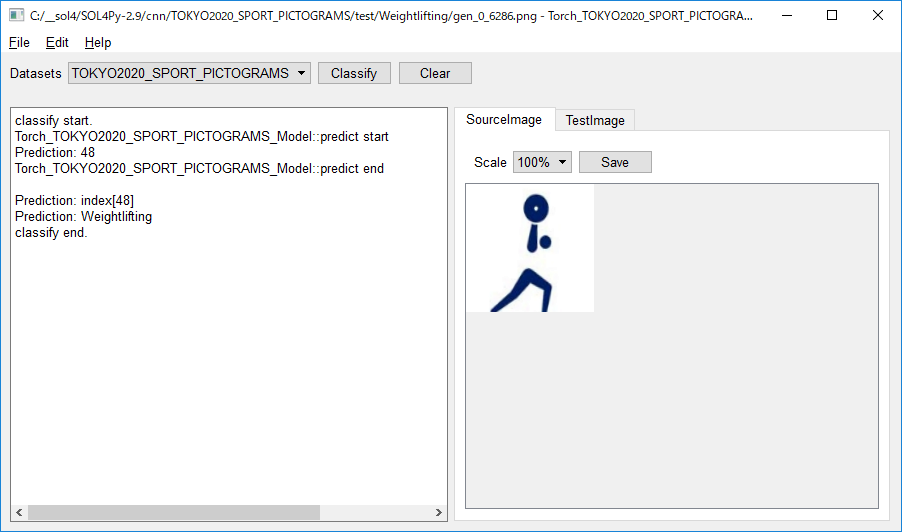 C:/__sol4/SOL4Py-2.9/cnn/TOKYO2020_SPORT_PICTOGRAMS/test/Weightlifting/gen_0_6286.png - Torch_TOKYO2020_SPORT_PICTOGRA...
File Edit Help
Datasets TOKYO2020_SPORT_PICTOGRAMS Classify Clear
classify start.
Torch_TOKYO2020_SPORT_PICTOGRAMS_Model::predict start
Prediction: 48
Torch_TOKYO2020_SPORT_PICTOGRAMS_Model::predict end
Prediction: index[48]
Prediction: Weightlifting
classify end.
SourceImage TestImage
Scale 100% Save